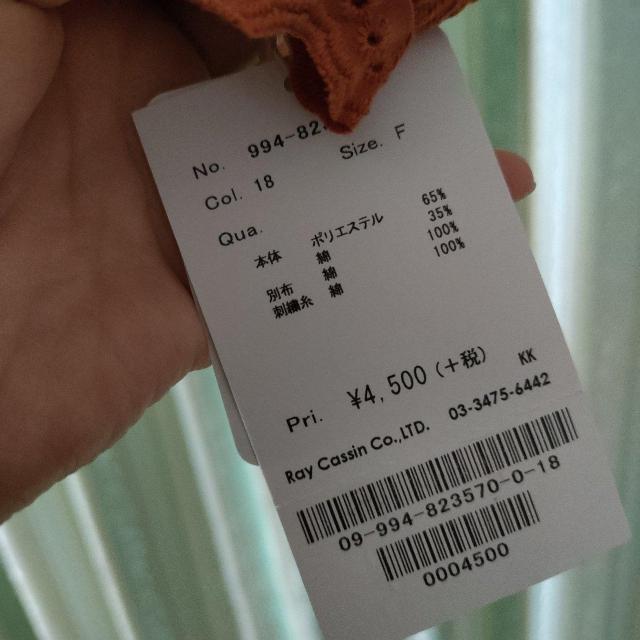 No. 994-82
Col. 18 Size. F
Qua.
本体 ポリエステル 65%
綿 35%
別布 綿 100%
刺繍糸 綿 100%
Pri. ¥4,500 (+税) KK
Ray Cassin Co.,LTD. 03-3475-6442
09-994-823570-0-18
0004500